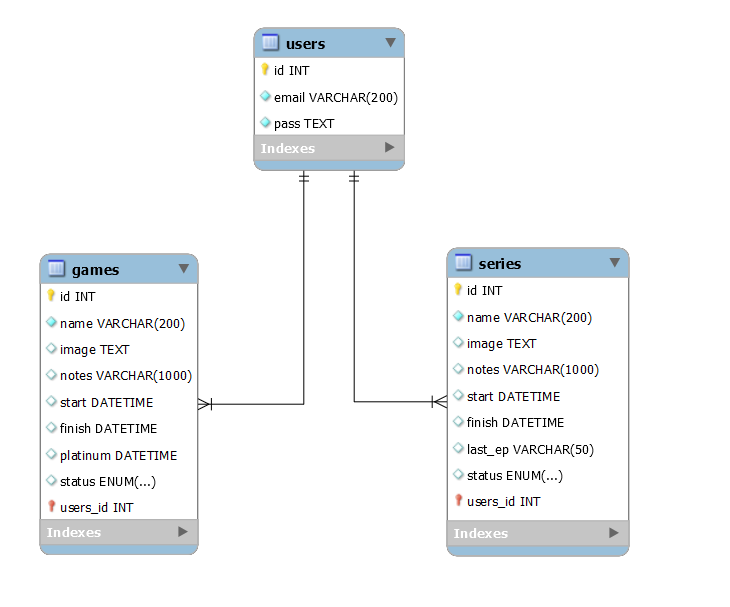 users
id INT
email VARCHAR(200)
pass TEXT
Indexes
games
id INT
name VARCHAR(200)
image TEXT
notes VARCHAR(1000)
start DATETIME
finish DATETIME
platinum DATETIME
status ENUM(...)
users_id INT
Indexes
series
id INT
name VARCHAR(200)
image TEXT
notes VARCHAR(1000)
start DATETIME
finish DATETIME
last_ep VARCHAR(50)
status ENUM(...)
users_id INT
Indexes